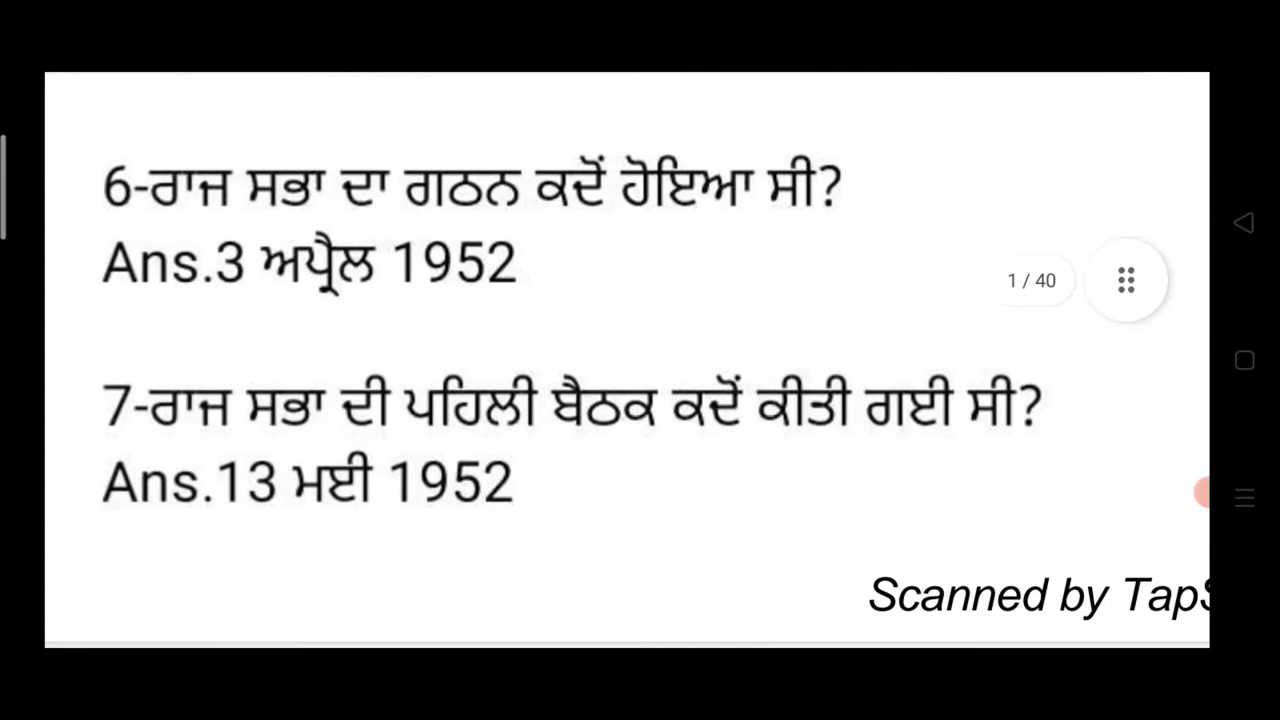 6-ਰਾਜ ਸਭਾ ਦਾ ਗਠਨ ਕਦੋਂ ਹੋਇਆ ਸੀ?
Ans.3 ਅਪ੍ਰੈਲ 1952
1 / 40
7-ਰਾਜ ਸਭਾ ਦੀ ਪਹਿਲੀ ਬੈਠਕ ਕਦੋਂ ਕੀਤੀ ਗਈ ਸੀ?
Ans.13 ਮਈ 1952
Scanned by